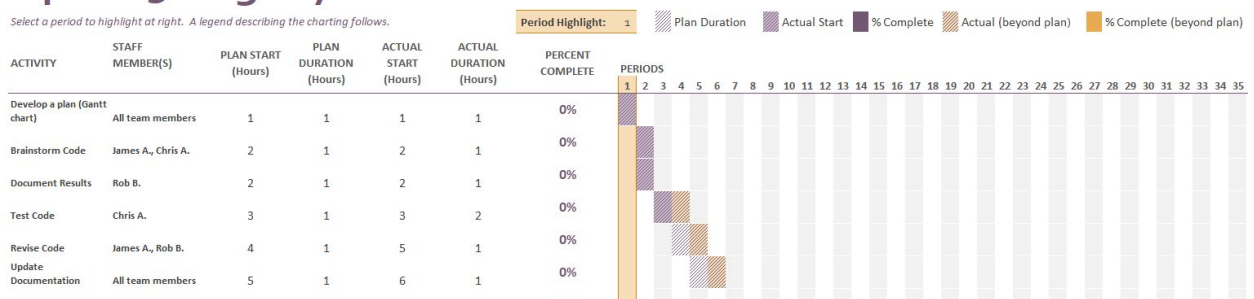 Select a period to highlight at right. A legend describing the charting follows.
Period Highlight: 1
Plan Duration
Actual Start
% Complete
Actual (beyond plan)
% Complete (beyond plan)
ACTIVITY
STAFF
MEMBER(S)
PLAN START
(Hours)
PLAN
DURATION
(Hours)
ACTUAL
START
(Hours)
ACTUAL
DURATION
(Hours)
PERCENT
COMPLETE
PERIODS
1 2 3 4 5 6 7 8 9 10 11 12 13 14 15 16 17 18 19 20 21 22 23 24 25 26 27 28 29 30 31 32 33 34 35
Develop a plan (Gantt
chart) All team members 1 1 1 1 0%
Brainstorm Code James A., Chris A. 2 1 2 1 0%
Document Results Rob B. 2 1 2 1 0%
Test Code Chris A. 3 1 3 2 0%
Revise Code James A., Rob B. 4 1 5 1 0%
Update
Documentation All team members 5 1 6 1 0%